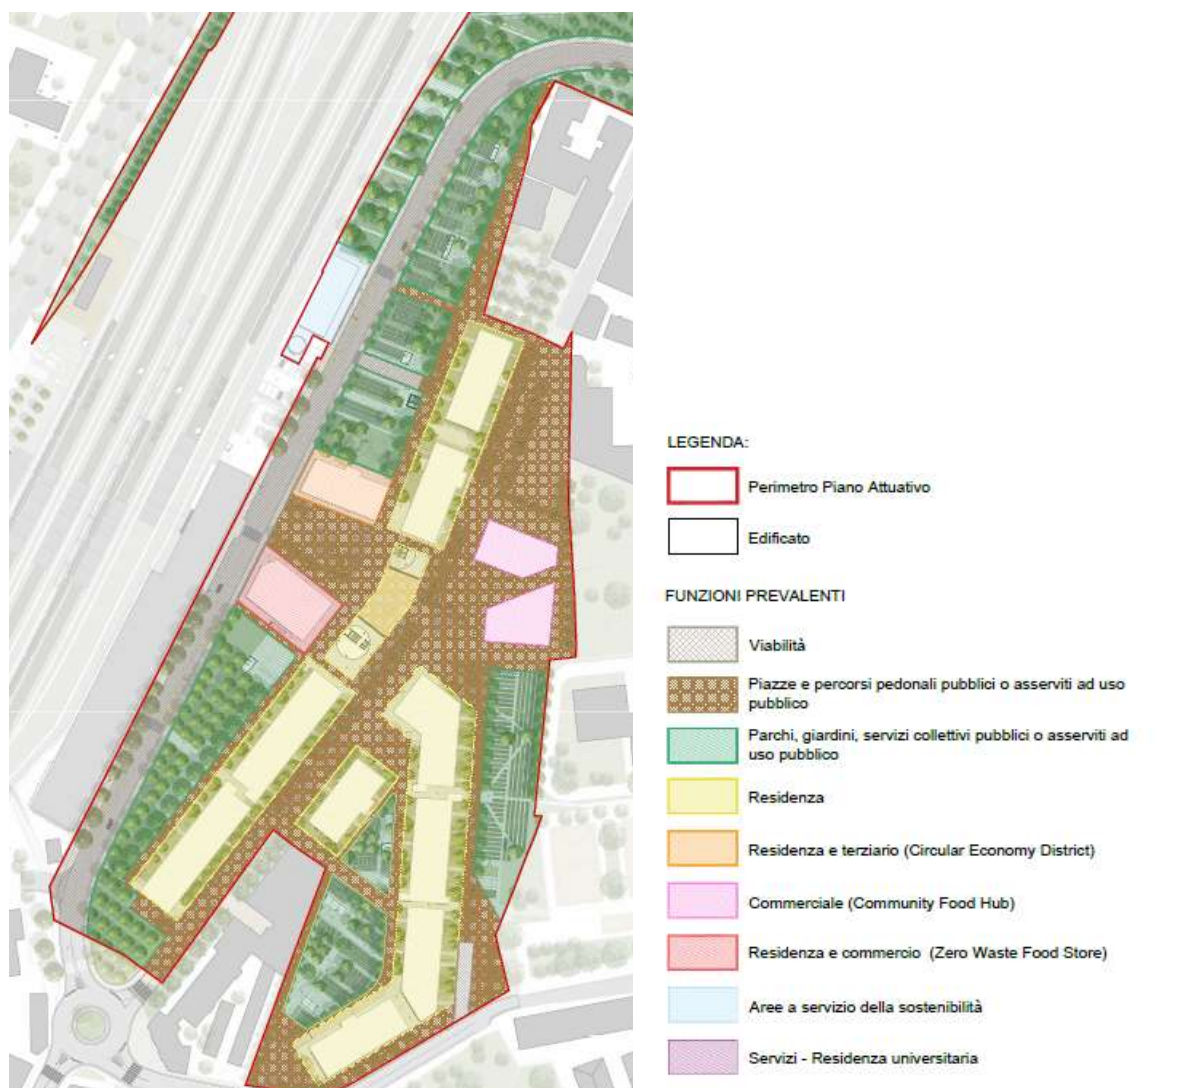 LEGENDA:
Perimetro Piano Attuativo
Edificato
FUNZIONI PREVALENTI
Viabilità
Piazze e percorsi pedonali pubblici o asserviti ad uso
pubblico
Parchi, giardini, servizi collettivi pubblici o asserviti ad
uso pubblico
Residenza
Residenza e terziario (Circular Economy District)
Commerciale (Community Food Hub)
Residenza e commercio (Zero Waste Food Store)
Aree a servizio della sostenibilità
Servizi - Residenza universitaria